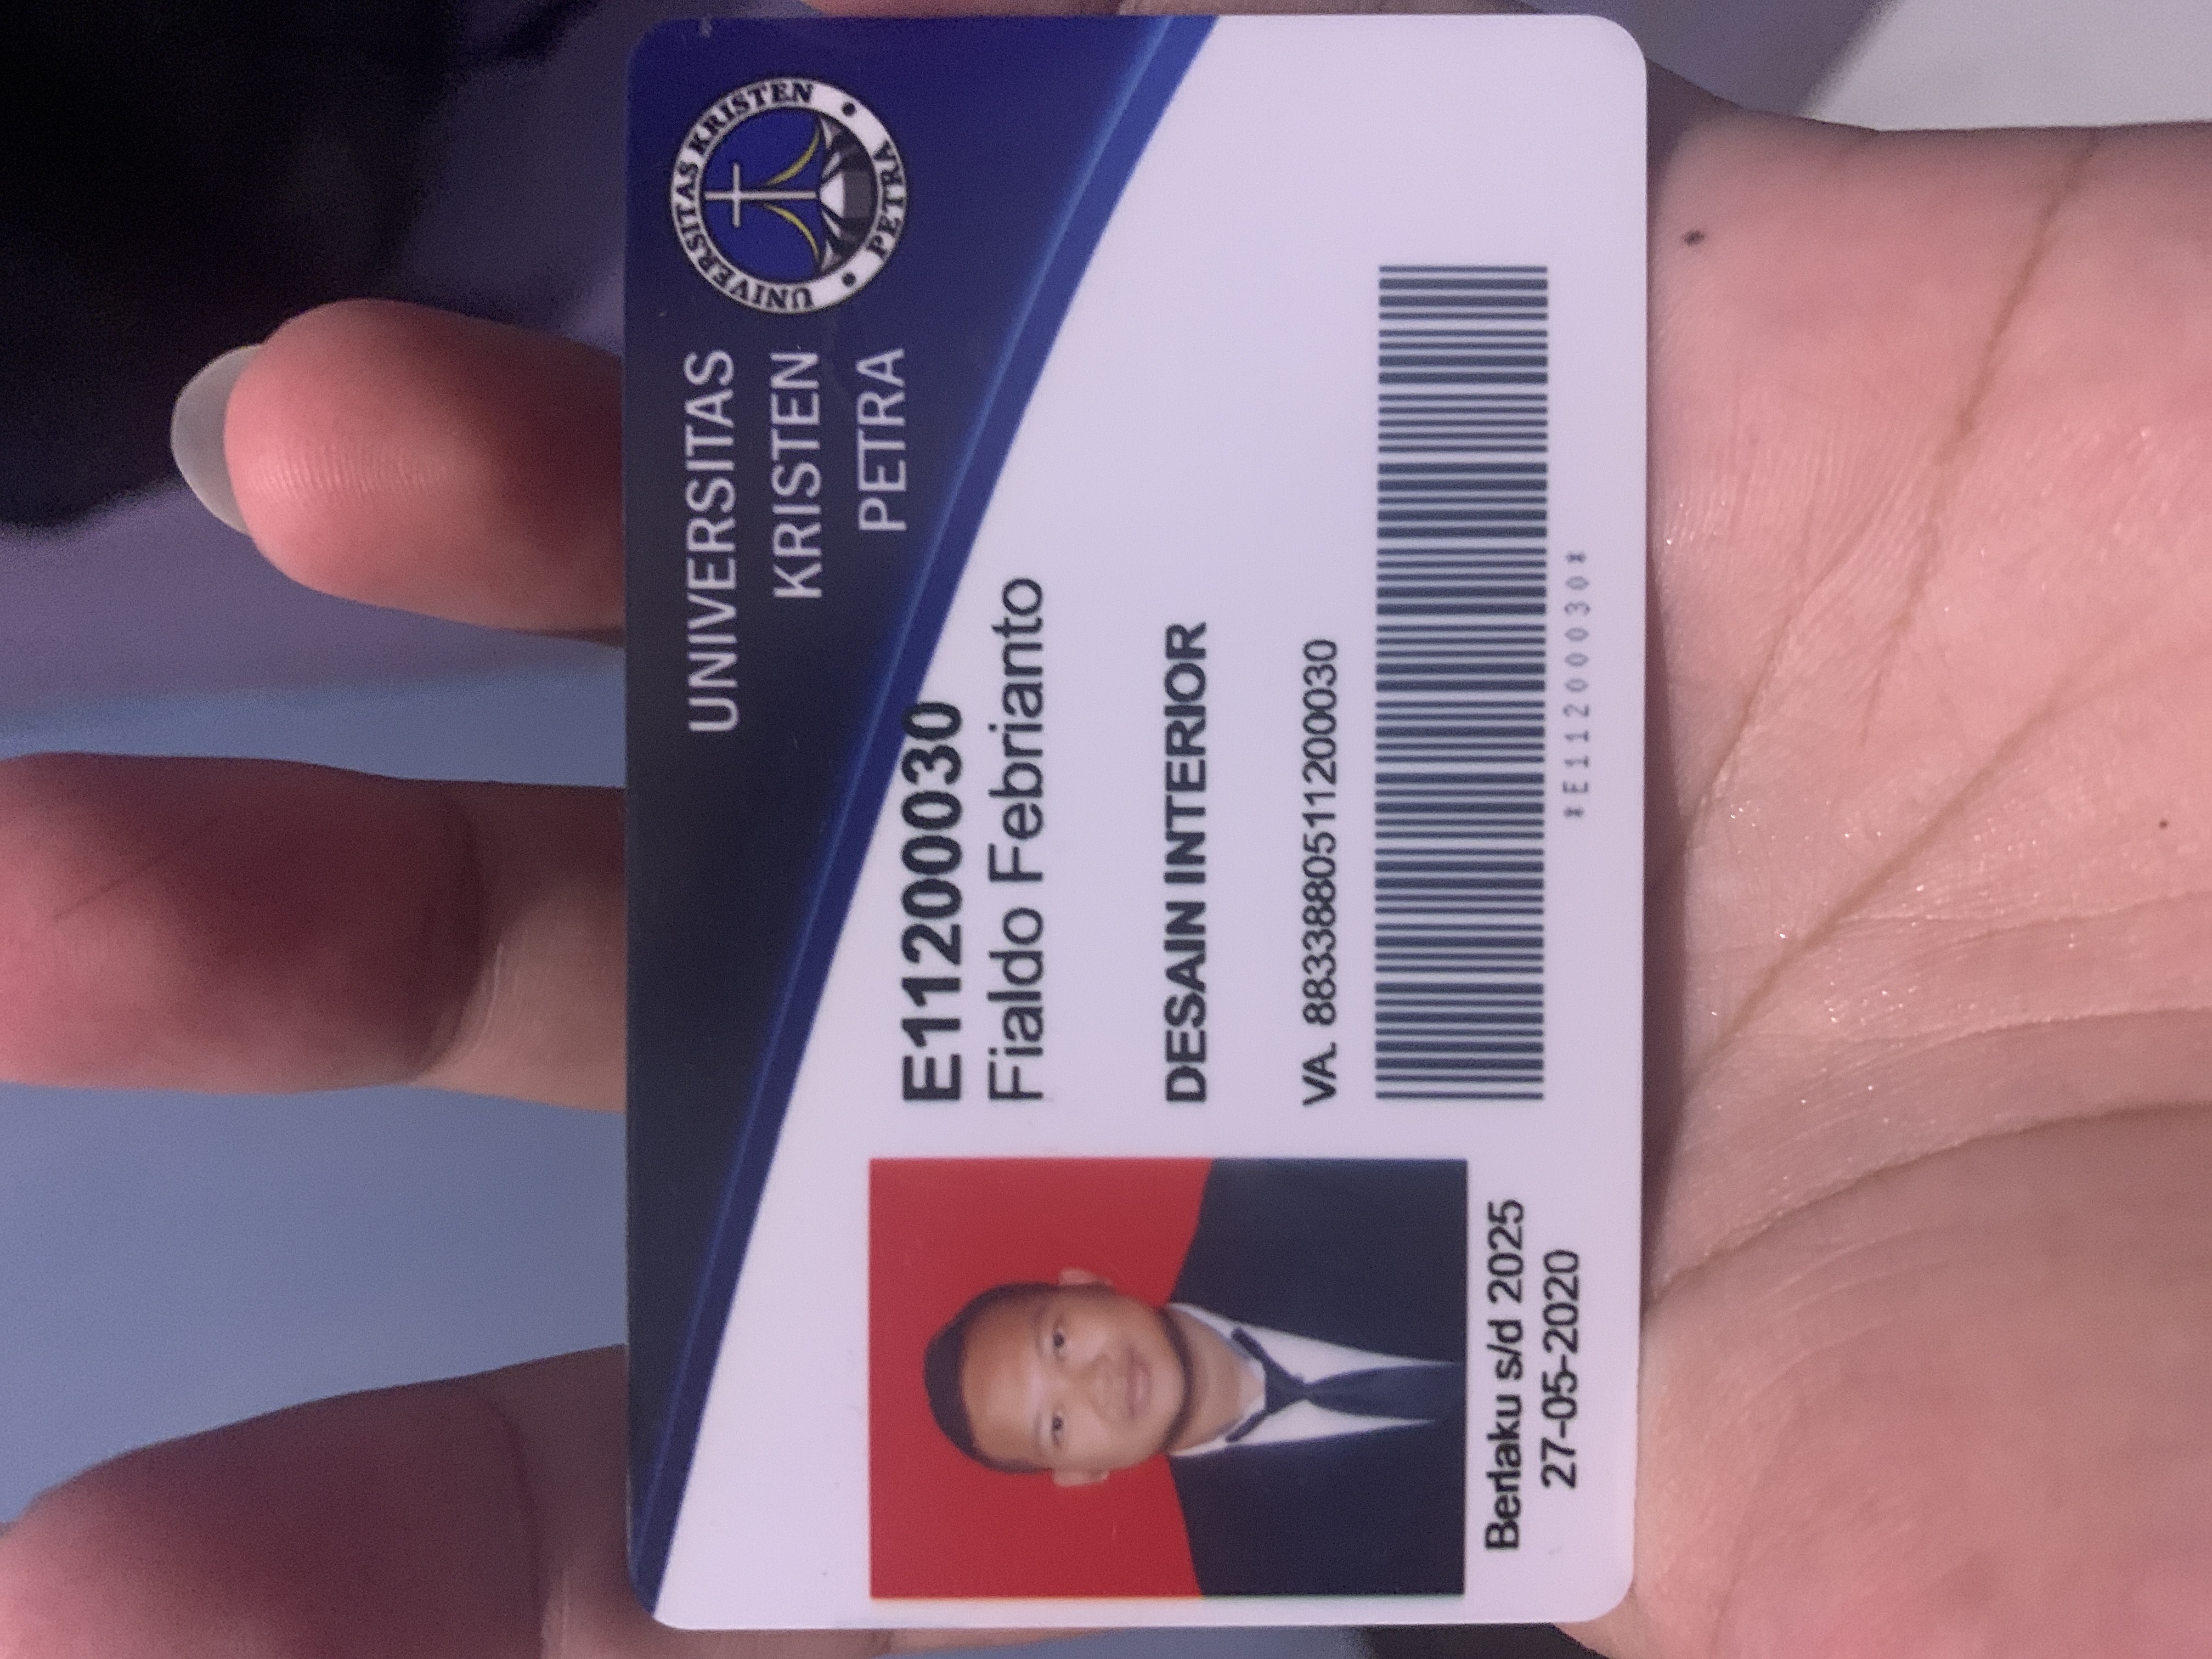 UNIVERSITAS
KRISTEN
PETRA
UNIVERSITAS KRISTEN
PETRA
E11200030
Fialdo Febrianto
DESAIN INTERIOR
VA. 8833880511200030
*E11200030*
Berlaku s/d 2025
27-05-2020